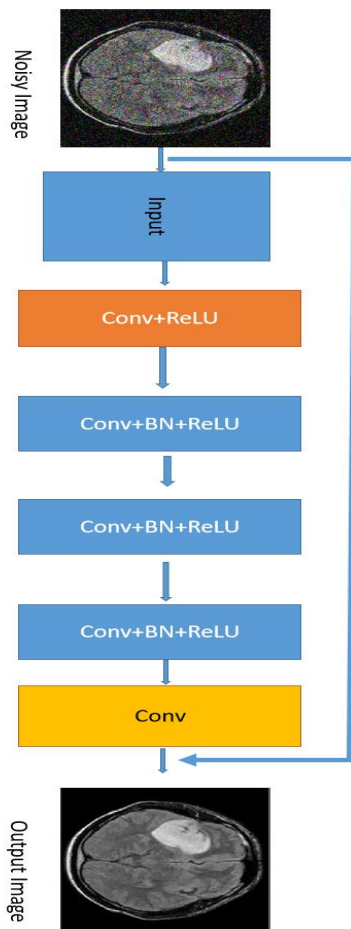 Noisy Image
Input
Conv+ReLU
Conv+BN+ReLU
Conv+BN+ReLU
Conv+BN+ReLU
Conv
Output Image